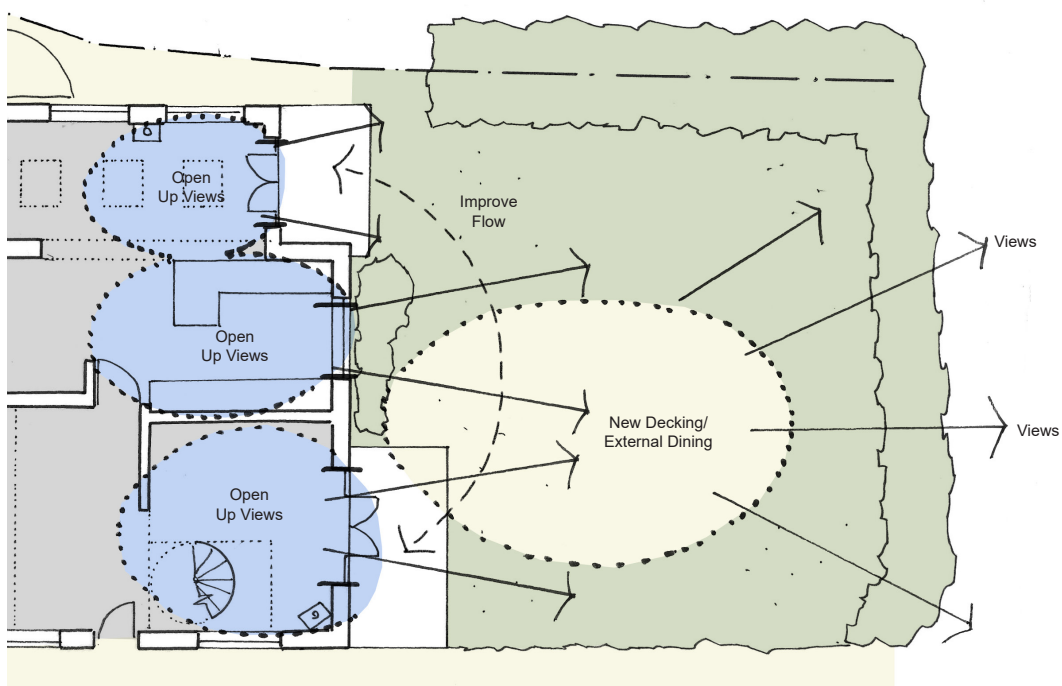 Open
Up Views
Improve
Flow
Views
Open
Up Views
New Decking/
External Dining
Views
Open
Up Views